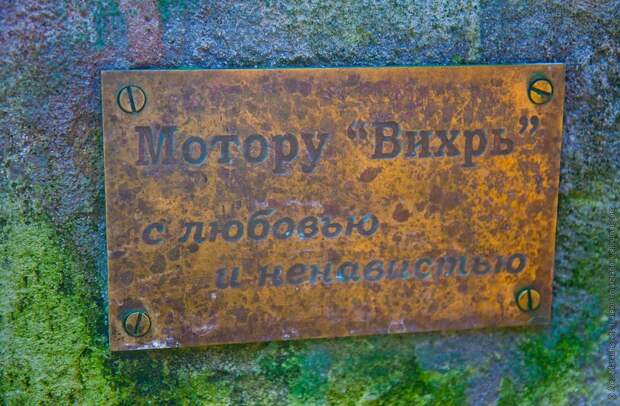 Мотору "Вихрь"
с любовью
и ненавистью